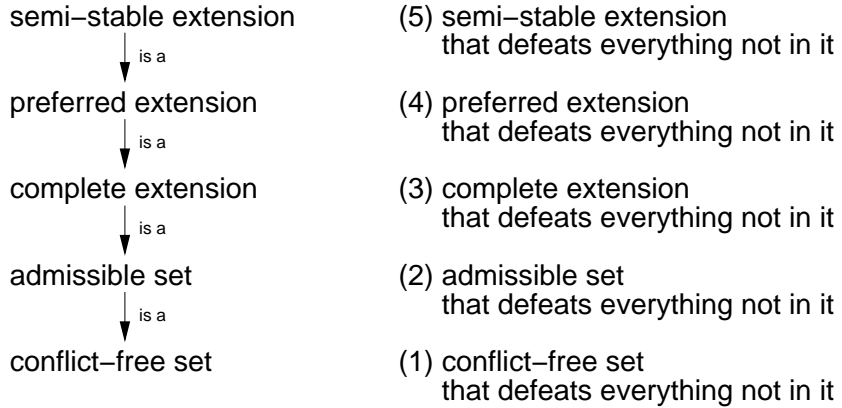 semi−stable extension
is a
preferred extension
is a
complete extension
is a
admissible set
is a
conflict−free set
(5) semi−stable extension
that defeats everything not in it
(4) preferred extension
that defeats everything not in it
(3) complete extension
that defeats everything not in it
(2) admissible set
that defeats everything not in it
(1) conflict−free set
that defeats everything not in it